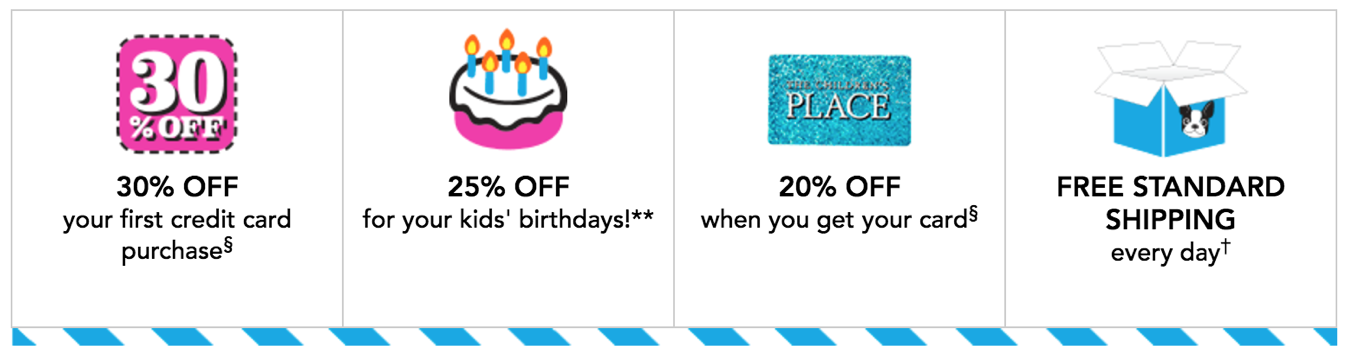 30
% OFF
30% OFF
your first credit card
purchase§
25% OFF
for your kids' birthdays!**
THE CHILDREN'S
PLACE
20% OFF
when you get your card§
FREE STANDARD
SHIPPING
every day†